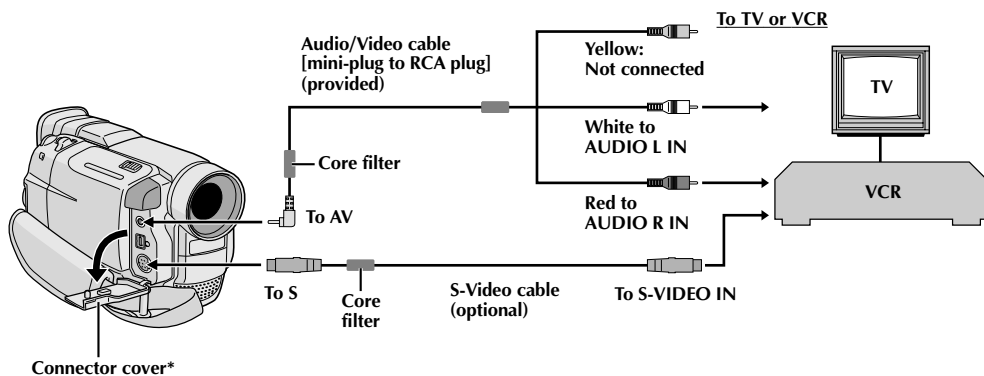 To TV or VCR
Audio/Video cable
[mini-plug to RCA plug]
(provided)
Yellow:
Not connected
TV
White to
AUDIO L IN
Core filter
VCR
Red to
AUDIO R IN
To AV
To S
Core
filter
S-Video cable
(optional)
To S-VIDEO IN
Connector cover*